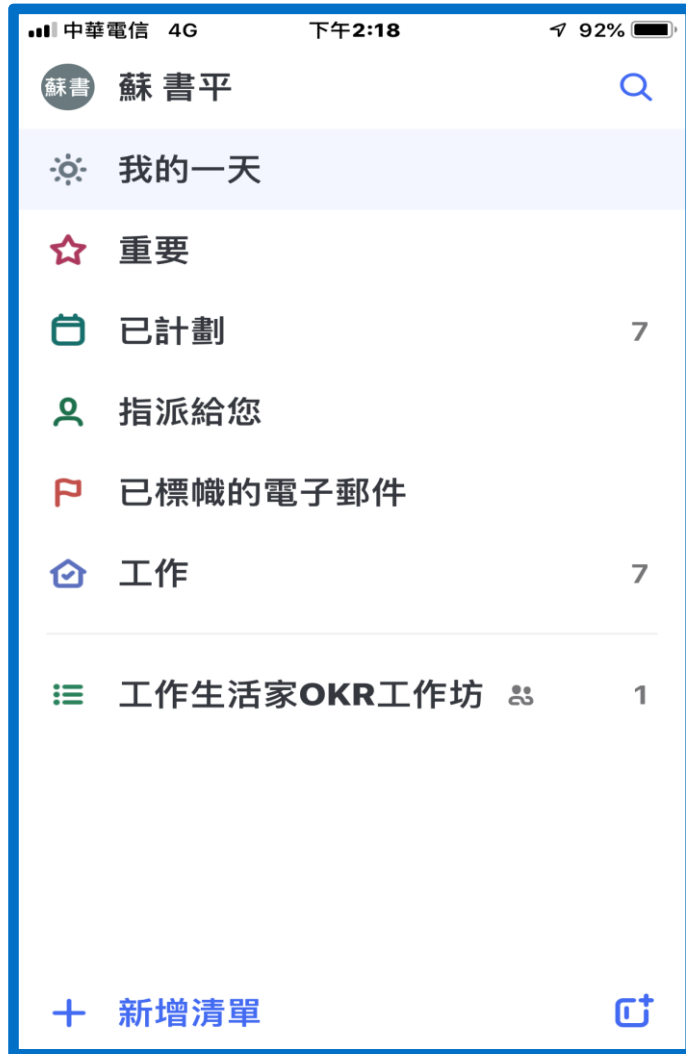 中華電信 4G 下午2:18 92%
蘇書 蘇 書平
我的一天
重要
已計劃 7
指派給您
已標幟的電子郵件
工作 7
工作生活家OKR工作坊 1
新增清單